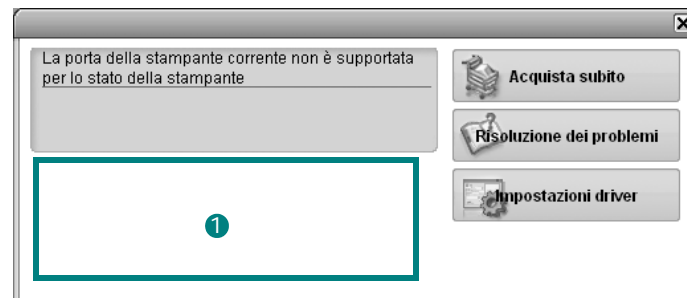 La porta della stampante corrente non è supportata
per lo stato della stampante
Acquista subito
Risoluzione dei problemi
Impostazioni driver
1